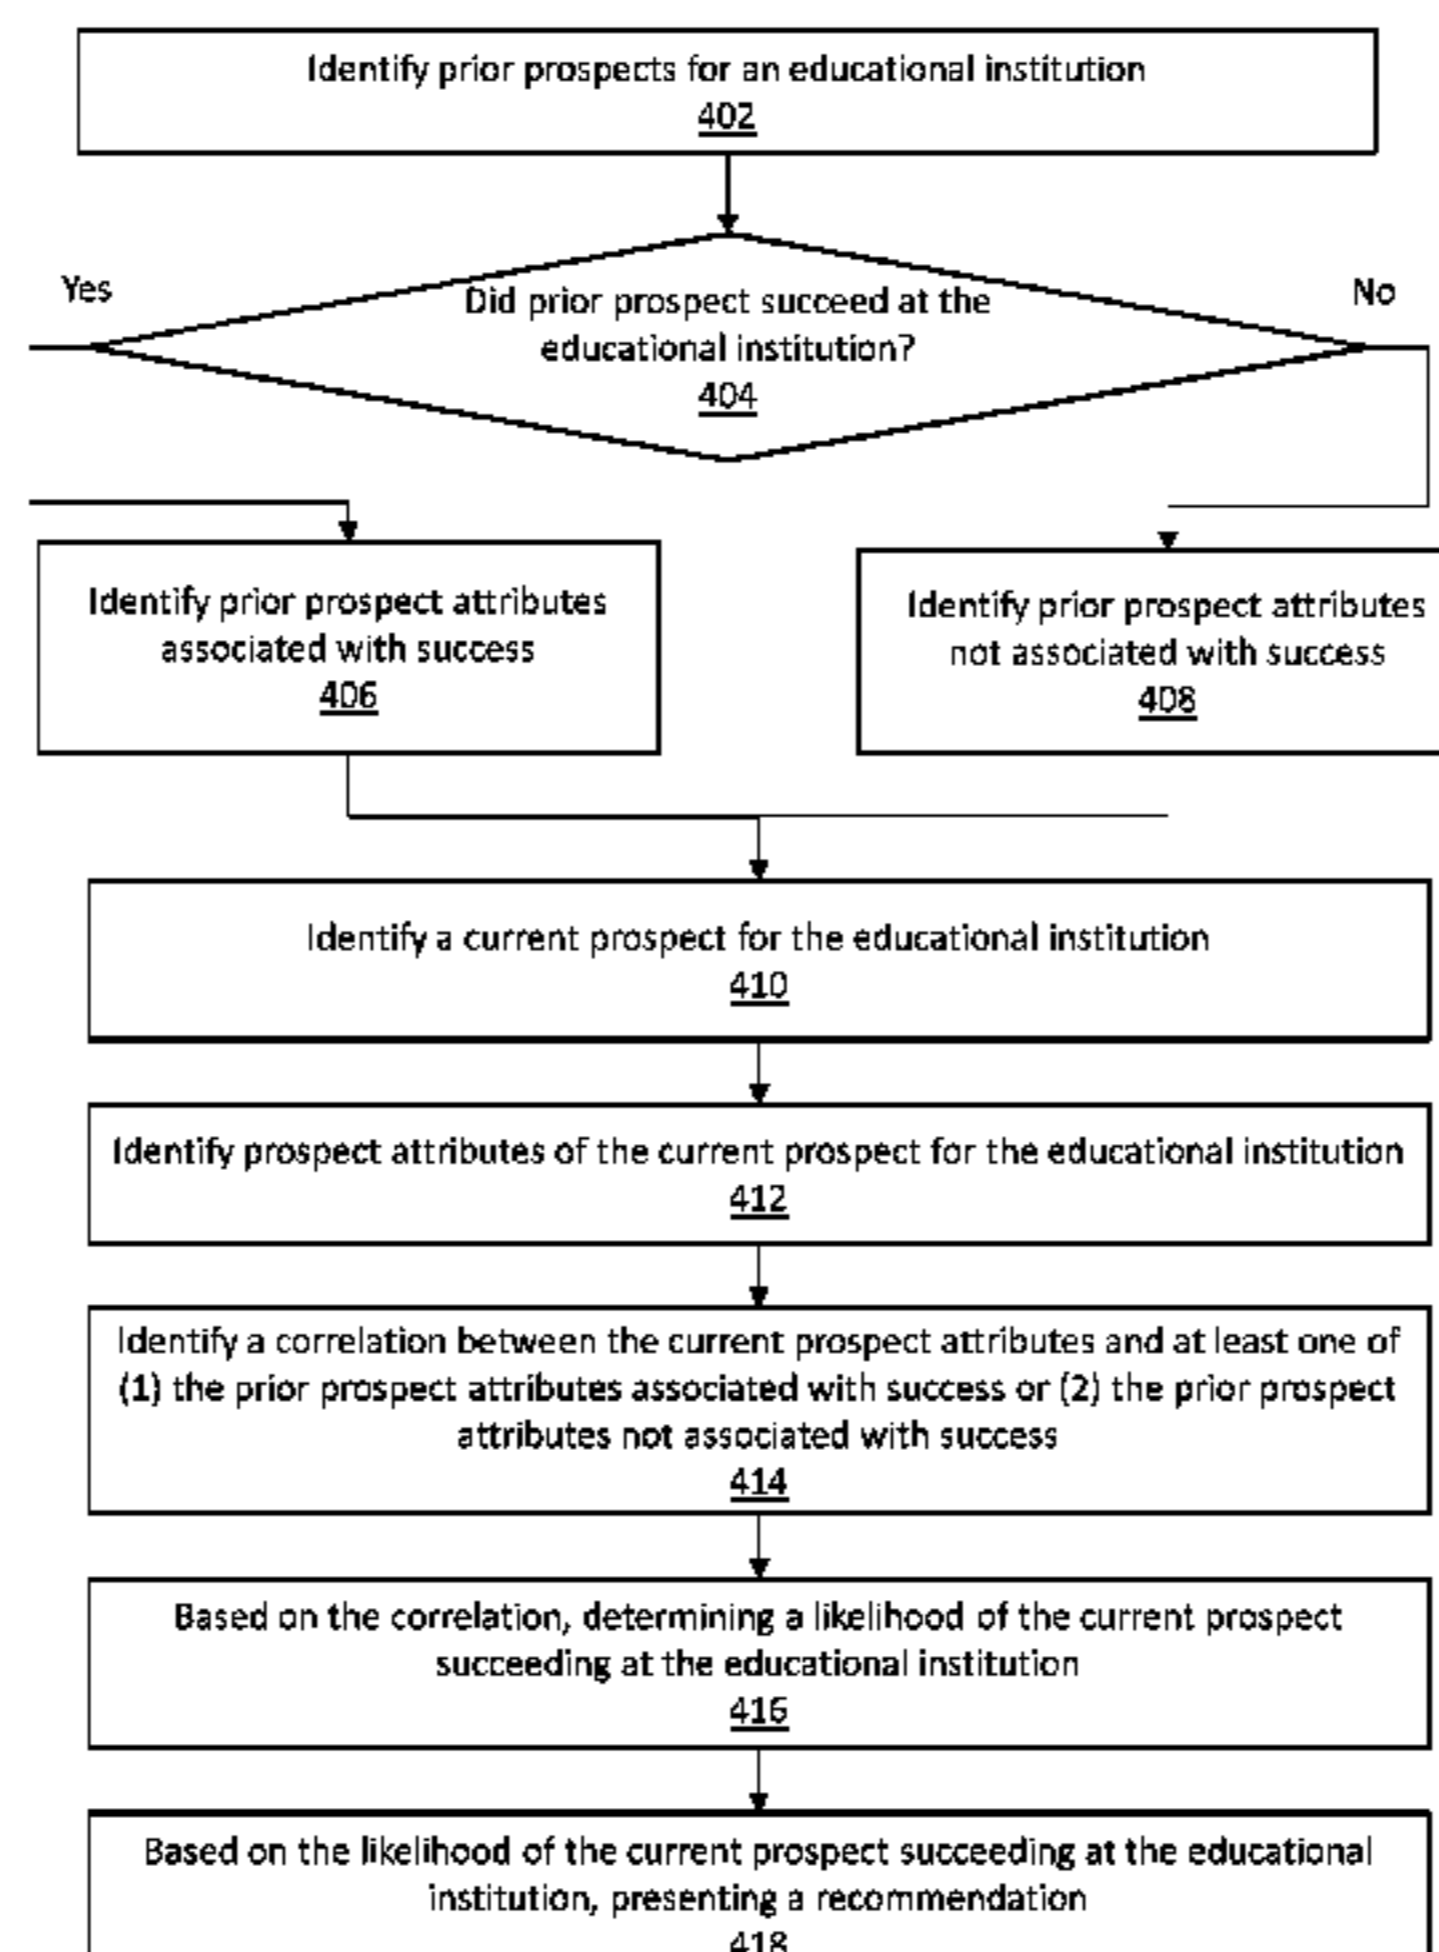 Identify prior prospects for an educational institution
402
Yes
No
Did prior prospect succeed at the
educational institution?
404
Identify prior prospect attributes
associated with success
406
Identify prior prospect attributes
not associated with success
408
Identify a current prospect for the educational institution
410
Identify prospect attributes of the current prospect for the educational institution
412
Identify a correlation between the current prospect attributes and at least one of
(1) the prior prospect attributes associated with success or (2) the prior prospect
attributes not associated with success
414
Based on the correlation, determining a likelihood of the current prospect
succeeding at the educational institution
416
Based on the likelihood of the current prospect succeeding at the educational
institution, presenting a recommendation
418